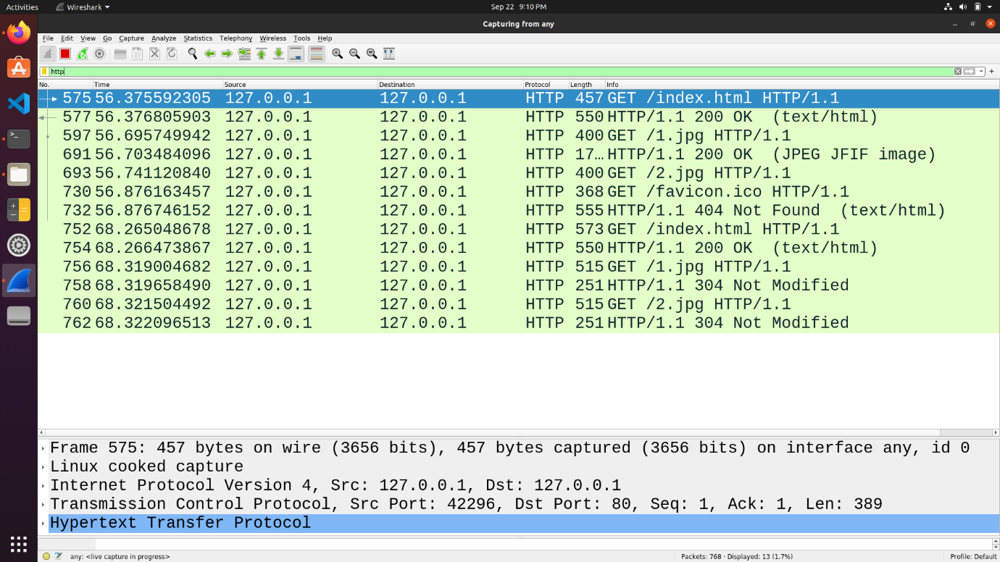 Activities Wireshark Sep 22 9:10 PM
Capturing from any
File Edit View Go Capture Analyze Statistics Telephony Wireless Tools Help
http
No. Time Source Destination Protocol Length Info
575 56.375592305 127.0.0.1 127.0.0.1 HTTP 457 GET /index.html HTTP/1.1
577 56.376805903 127.0.0.1 127.0.0.1 HTTP 550 HTTP/1.1 200 OK (text/html)
597 56.695749942 127.0.0.1 127.0.0.1 HTTP 400 GET /1.jpg HTTP/1.1
691 56.703484096 127.0.0.1 127.0.0.1 HTTP 17… HTTP/1.1 200 OK (JPEG JFIF image)
693 56.741120840 127.0.0.1 127.0.0.1 HTTP 400 GET /2.jpg HTTP/1.1
730 56.876163457 127.0.0.1 127.0.0.1 HTTP 368 GET /favicon.ico HTTP/1.1
732 56.876746152 127.0.0.1 127.0.0.1 HTTP 555 HTTP/1.1 404 Not Found (text/html)
752 68.265048678 127.0.0.1 127.0.0.1 HTTP 573 GET /index.html HTTP/1.1
754 68.266473867 127.0.0.1 127.0.0.1 HTTP 550 HTTP/1.1 200 OK (text/html)
756 68.319004682 127.0.0.1 127.0.0.1 HTTP 515 GET /1.jpg HTTP/1.1
758 68.319658490 127.0.0.1 127.0.0.1 HTTP 251 HTTP/1.1 304 Not Modified
760 68.321504492 127.0.0.1 127.0.0.1 HTTP 515 GET /2.jpg HTTP/1.1
762 68.322096513 127.0.0.1 127.0.0.1 HTTP 251 HTTP/1.1 304 Not Modified
Frame 575: 457 bytes on wire (3656 bits), 457 bytes captured (3656 bits) on interface any, id 0
Linux cooked capture
Internet Protocol Version 4, Src: 127.0.0.1, Dst: 127.0.0.1
Transmission Control Protocol, Src Port: 42296, Dst Port: 80, Seq: 1, Ack: 1, Len: 389
Hypertext Transfer Protocol
any: <live capture in progress> Packets: 768 · Displayed: 13 (1.7%) Profile: Default